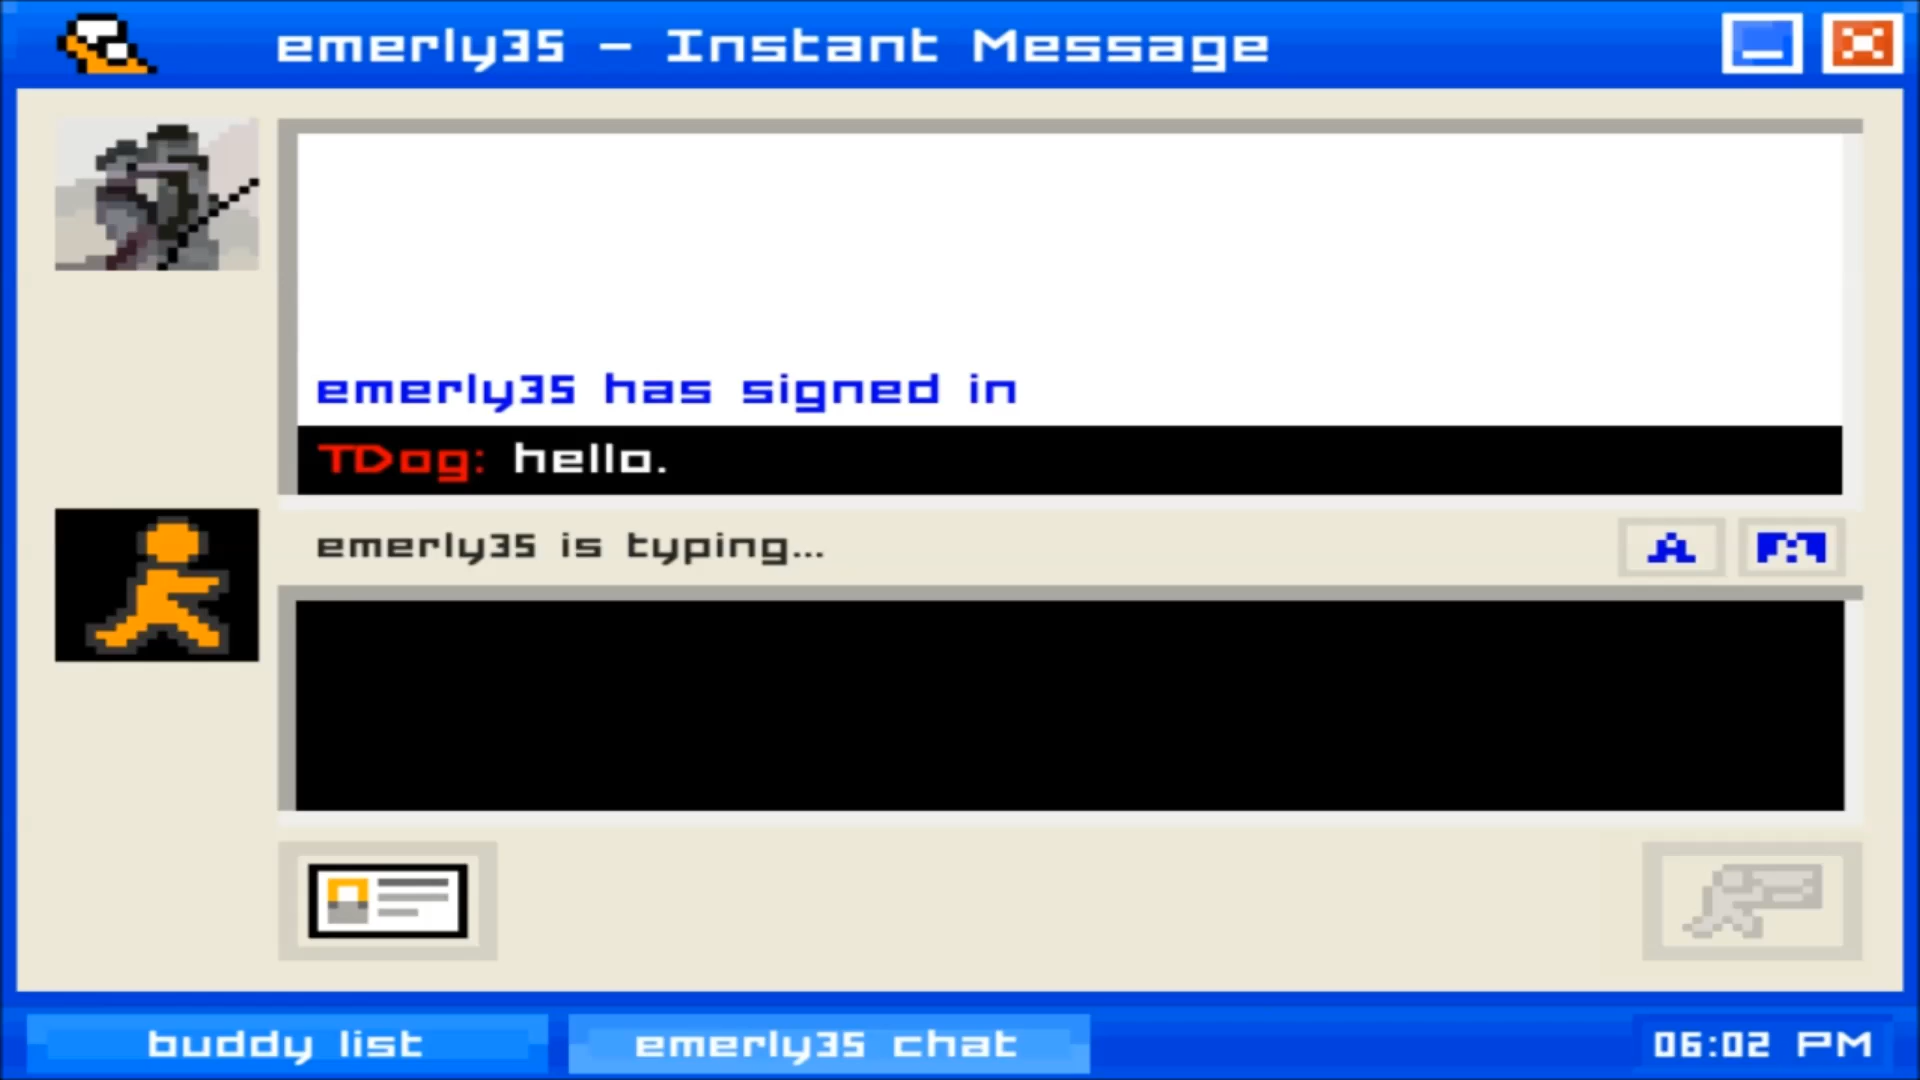 emerly35 - Instant Message
emerly35 has signed in
TDog: hello.
emerly35 is typing...
A A
buddy list
emerly35 chat
06:02 PM